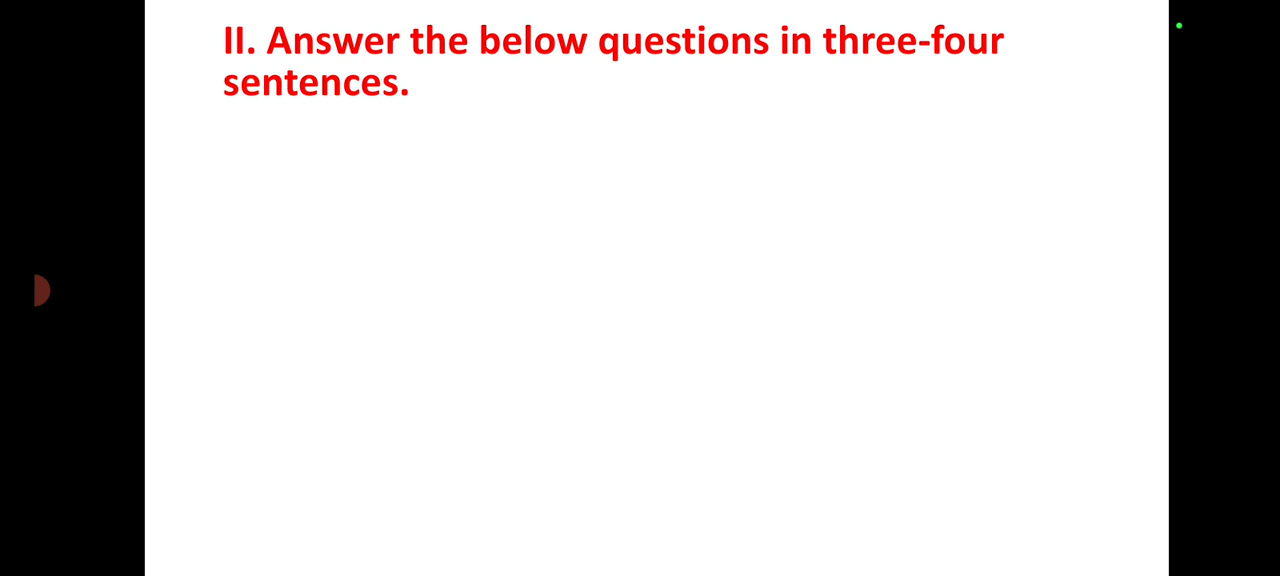 II. Answer the below questions in three-four
sentences.